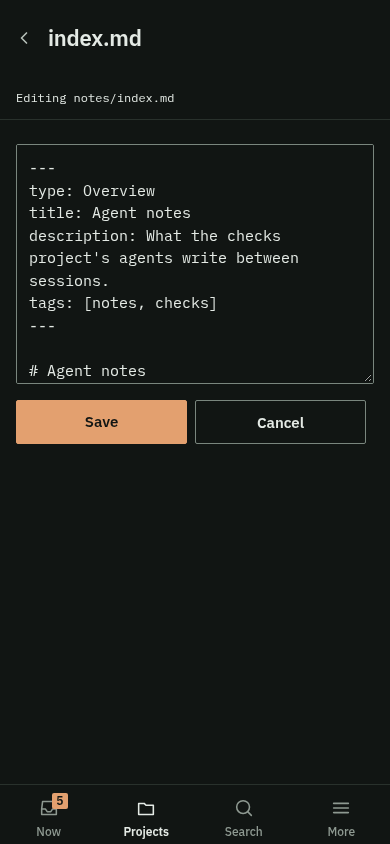 index.md
Editing notes/index.md
---
type: Overview
title: Agent notes
description: What the checks
project's agents write between
sessions.
tags: [notes, checks]
---
# Agent notes
Save
Cancel
5
Now
Projects
Search
More